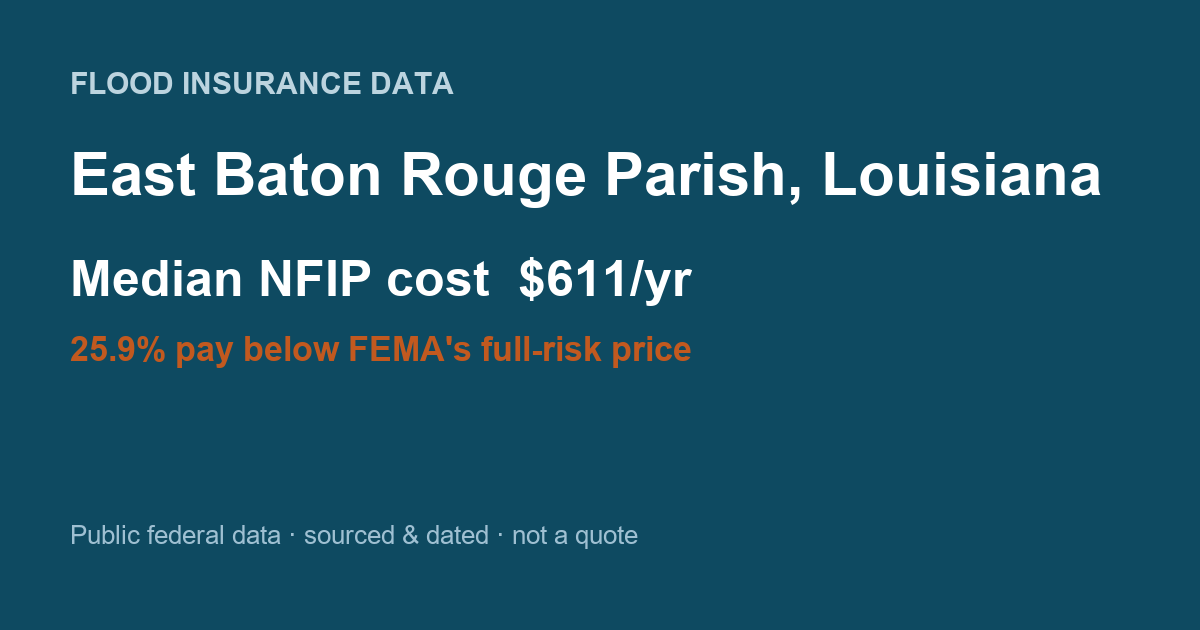 FLOOD INSURANCE DATA
East Baton Rouge Parish, Louisiana
Median NFIP cost  $611/yr
25.9% pay below FEMA's full-risk price
Public federal data · sourced & dated · not a quote